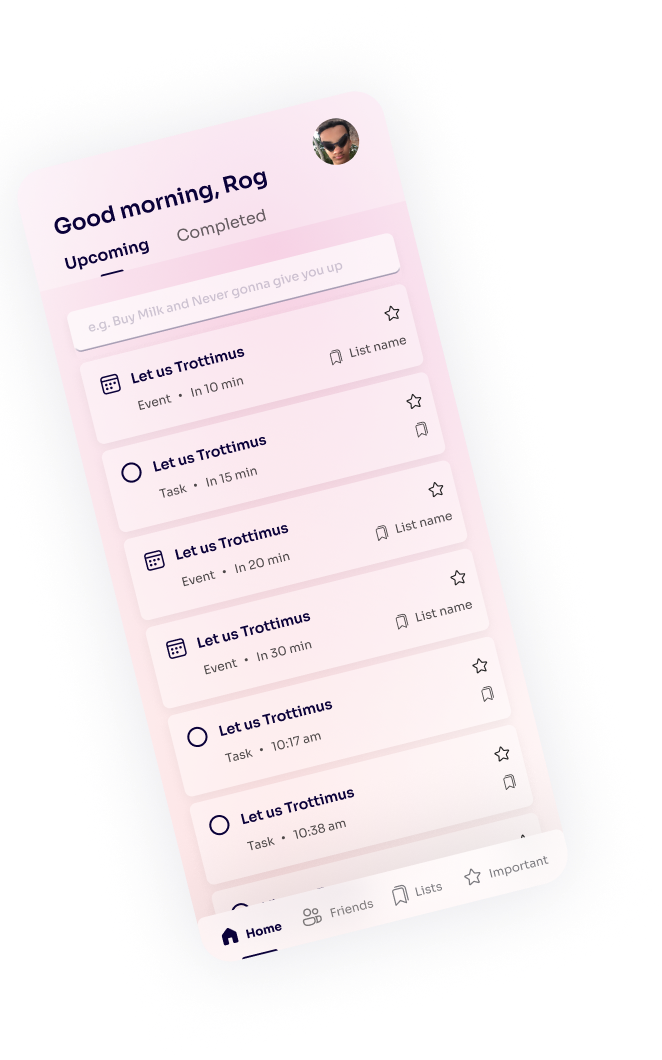 Good morning, Rog
Upcoming
Completed
e.g. Buy Milk and Never gonna give you up
Let us Trottimus
Event • In 10 min
List name
Let us Trottimus
Task • In 15 min
Let us Trottimus
Event • In 20 min
List name
Let us Trottimus
Event • In 30 min
List name
Let us Trottimus
Task • 10:17 am
Let us Trottimus
Task • 10:38 am
Home
Friends
Lists
Important